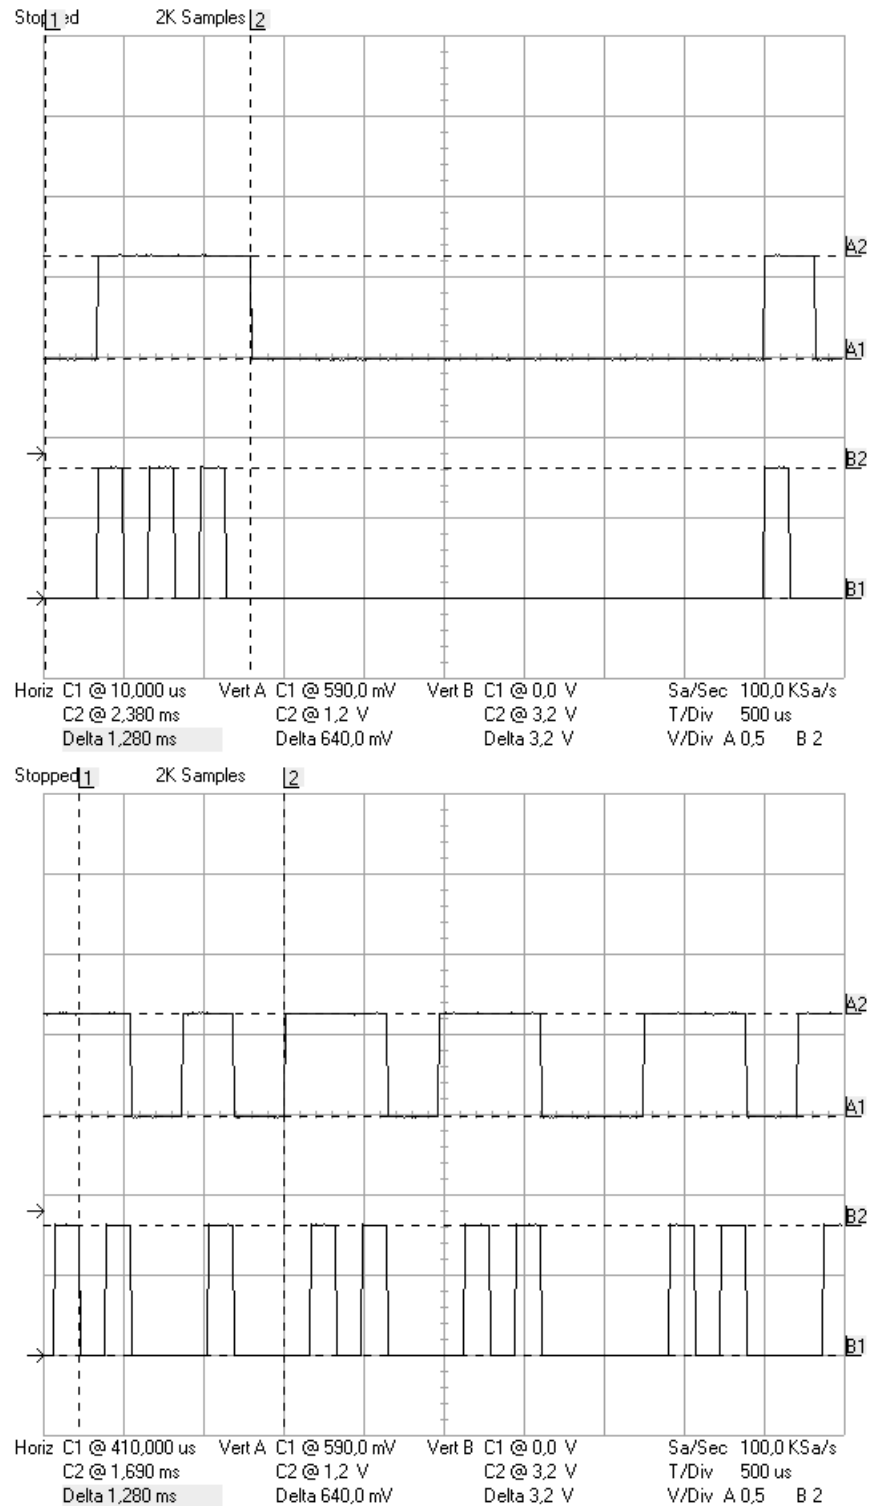 Stopped 1 2K Samples 2
A2
A1
B2
B1
Horiz C1 @ 10,000 us Vert A C1 @ 590,0 mV Vert B C1 @ 0,0 V Sa/Sec 100,0 KSa/s
C2 @ 2,380 ms C2 @ 1,2 V C2 @ 3,2 V T/Div 500 us
Delta 1,280 ms Delta 640,0 mV Delta 3,2 V V/Div A 0,5 B 2
Stopped 1 2K Samples 2
A2
A1
B2
B1
Horiz C1 @ 410,000 us Vert A C1 @ 590,0 mV Vert B C1 @ 0,0 V Sa/Sec 100,0 KSa/s
C2 @ 1,690 ms C2 @ 1,2 V C2 @ 3,2 V T/Div 500 us
Delta 1,280 ms Delta 640,0 mV Delta 3,2 V V/Div A 0,5 B 2